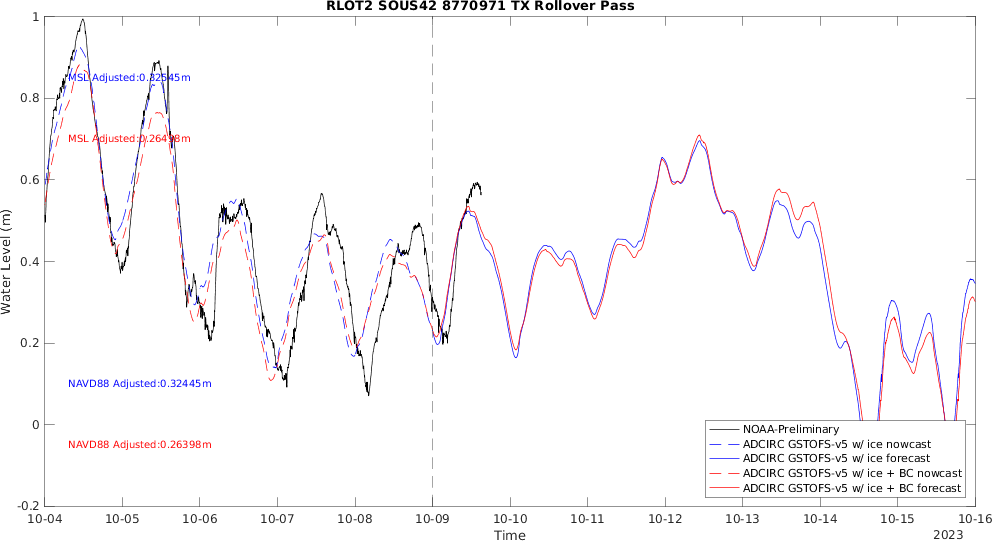 RLOT2 SOUS42 8770971 TX Rollover Pass
1
0.8
0.6
0.4
0.2
0
-0.2
Water Level (m)
MSL Adjusted:0.32545m
MSL Adjusted:0.26498m
NAVD88 Adjusted:0.32445m
NAVD88 Adjusted:0.26398m
NOAA-Preliminary
ADCIRC GSTOFS-v5 w/ ice nowcast
ADCIRC GSTOFS-v5 w/ ice forecast
ADCIRC GSTOFS-v5 w/ ice + BC nowcast
ADCIRC GSTOFS-v5 w/ ice + BC forecast
10-04 10-05 10-06 10-07 10-08 10-09 10-10 10-11 10-12 10-13 10-14 10-15 10-16
Time
2023